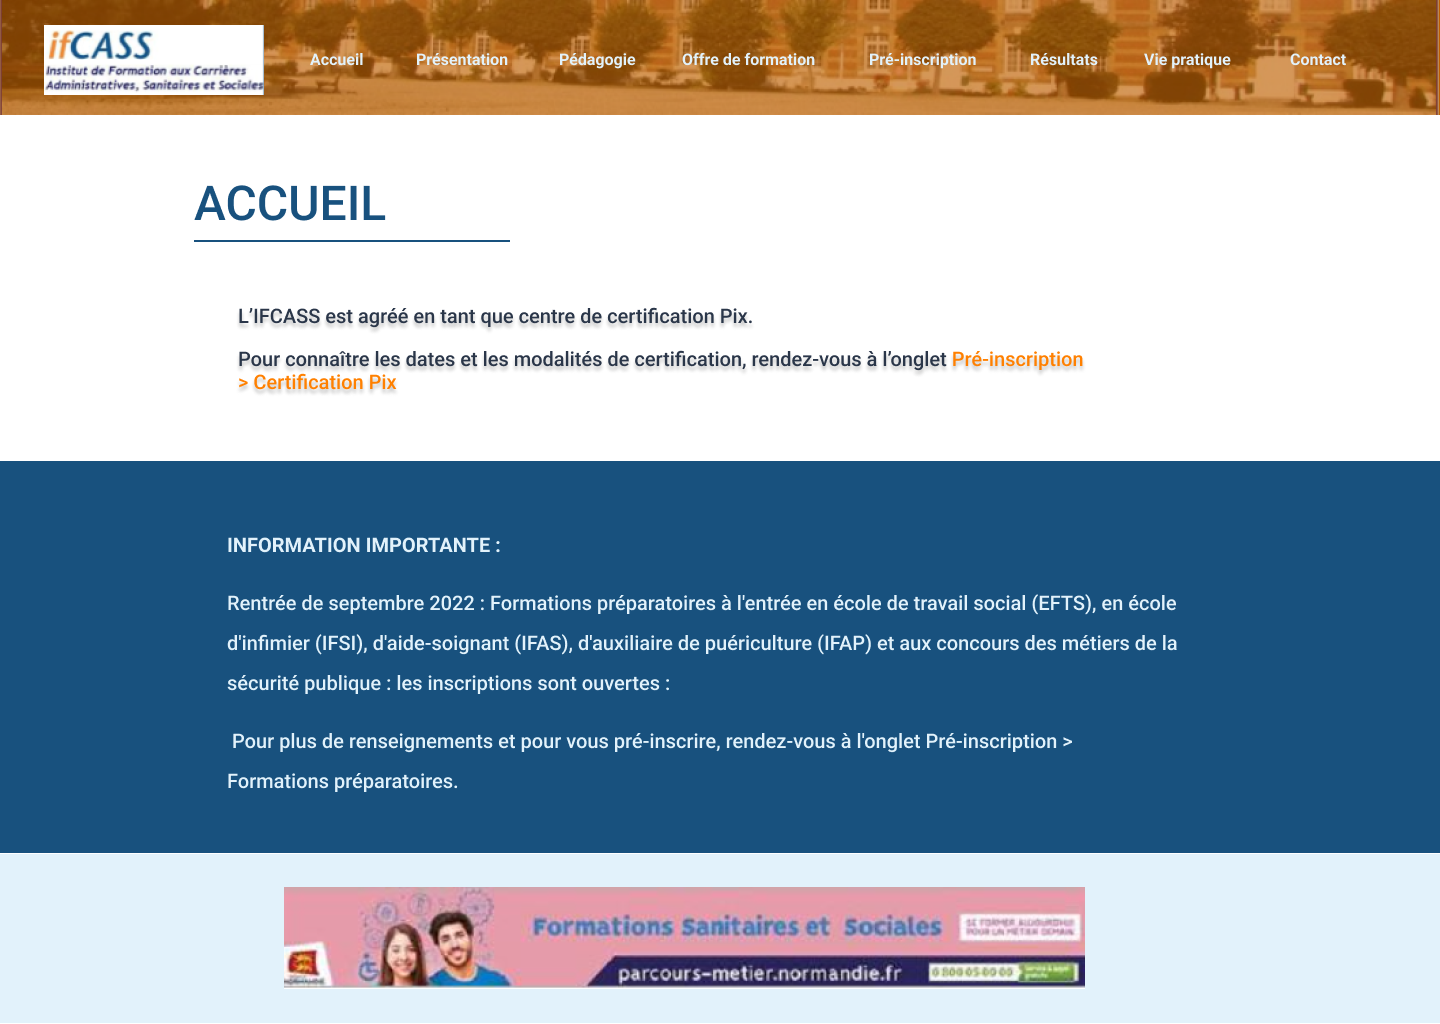 ifCASS
Institut de Formation aux Carrières
Administratives, Sanitaires et Sociales
Accueil
Présentation
Pédagogie
Offre de formation
Pré-inscription
Résultats
Vie pratique
Contact
ACCUEIL
L’IFCASS est agréé en tant que centre de certification Pix.
Pour connaître les dates et les modalités de certification, rendez-vous à l’onglet Pré-inscription
> Certification Pix
INFORMATION IMPORTANTE :
Rentrée de septembre 2022 : Formations préparatoires à l'entrée en école de travail social (EFTS), en école
d'infimier (IFSI), d'aide-soignant (IFAS), d'auxiliaire de puériculture (IFAP) et aux concours des métiers de la
sécurité publique : les inscriptions sont ouvertes :
Pour plus de renseignements et pour vous pré-inscrire, rendez-vous à l'onglet Pré-inscription >
Formations préparatoires.
Formations Sanitaires et Sociales
SE FORMER AUJOURD'HUI
POUR UN MÉTIER DEMAIN
parcours-metier.normandie.fr
0 800 05 00 00
NORMANDIE